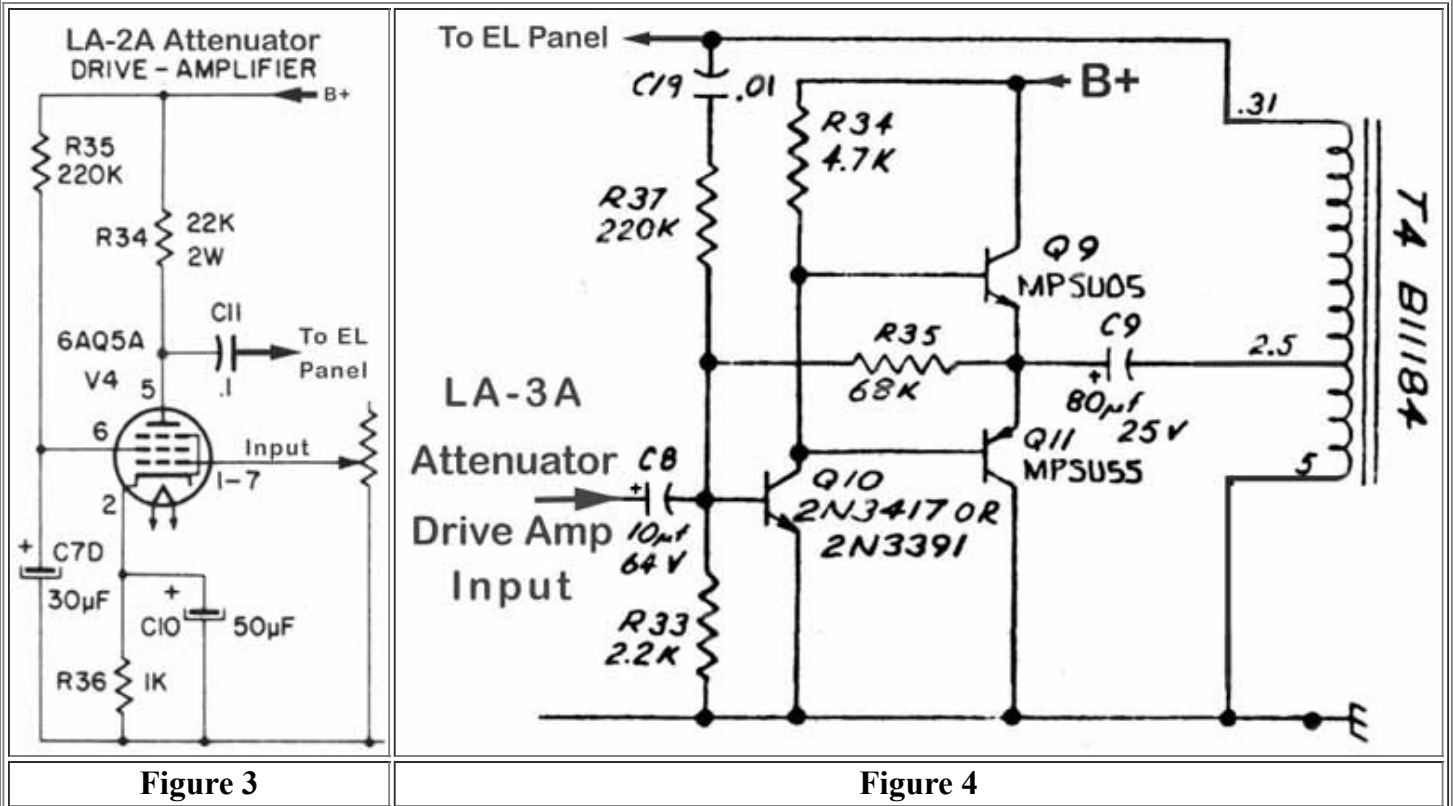 LA-2A Attenuator
DRIVE - AMPLIFIER
B+
R35
220K
R34
22K
2W
C11
6AQ5A
To EL
Panel
V4
.1
5
6
Input
1-7
2
+
C7D
30µF
+
C10
50µF
R36
1K
Figure 3
To EL Panel
C19
.01
B+
.31
R34
4.7K
R37
220K
Q9
MPSU05
T4 B11184
C9
R35
2.5
68K
+
80µf
25V
LA-3A
Attenuator
Drive Amp
Input
C8
+
10µf
64V
Q11
MPSU55
5
Q10
2N3417 OR
2N3391
R33
2.2K
Figure 4